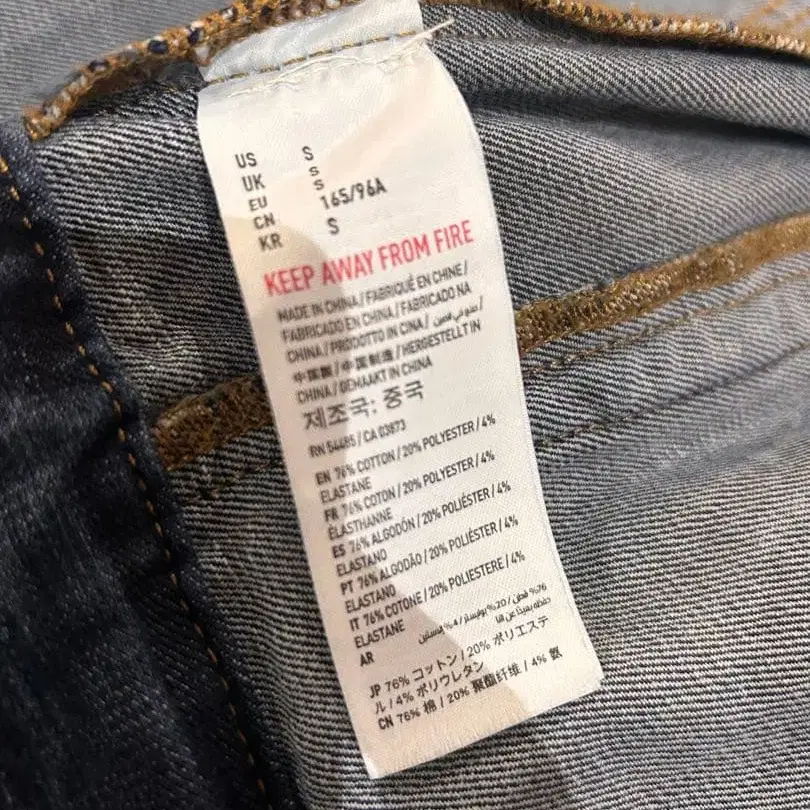 US S
UK S
EU S
CN 165/96A
KR S
KEEP AWAY FROM FIRE
MADE IN CHINA / FABRIQUÉ EN CHINE /
FABRICADO EN CHINA / FABRICADO NA
CHINA / PRODOTTO IN CINA / صنع في الصين /
中国製 / 中国制造 / HERGESTELLT IN
CHINA / GEMAAKT IN CHINA
제조국: 중국
RN 54485 / CA 03873
EN 76% COTTON / 20% POLYESTER / 4%
ELASTANE
FR 76% COTON / 20% POLYESTER / 4%
ÉLASTHANNE
ES 76% ALGODÓN / 20% POLIÉSTER / 4%
ELASTANO
PT 76% ALGODÃO / 20% POLIÉSTER / 4%
ELASTANO
IT 76% COTONE / 20% POLIESTERE / 4%
ELASTANE
76% قطن / 20% بوليستر / 4%
AR
JP 76% コットン / 20% ポリエステ
ル / 4% ポリウレタン
CN 76% 棉 / 20% 聚酯纤维 / 4% 氨